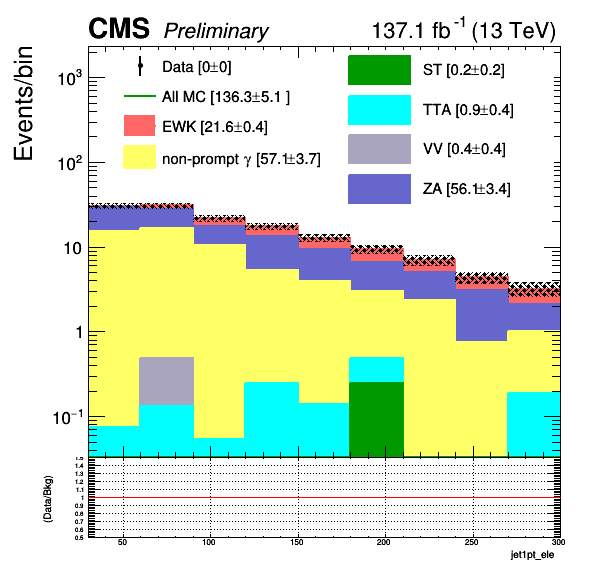 CMS Preliminary 137.1 fb⁻¹ (13 TeV)
Events/bin
10³
10²
10
1
10⁻¹
Data [0±0]
All MC [136.3±5.1 ]
EWK [21.6±0.4]
non-prompt γ [57.1±3.7]
ST [0.2±0.2]
TTA [0.9±0.4]
VV [0.4±0.4]
ZA [56.1±3.4]
(Data/Bkg)
1.5
1.4
1.3
1.2
1.1
1
0.9
0.8
0.7
0.6
0.5
50 100 150 200 250 300
jet1pt_ele